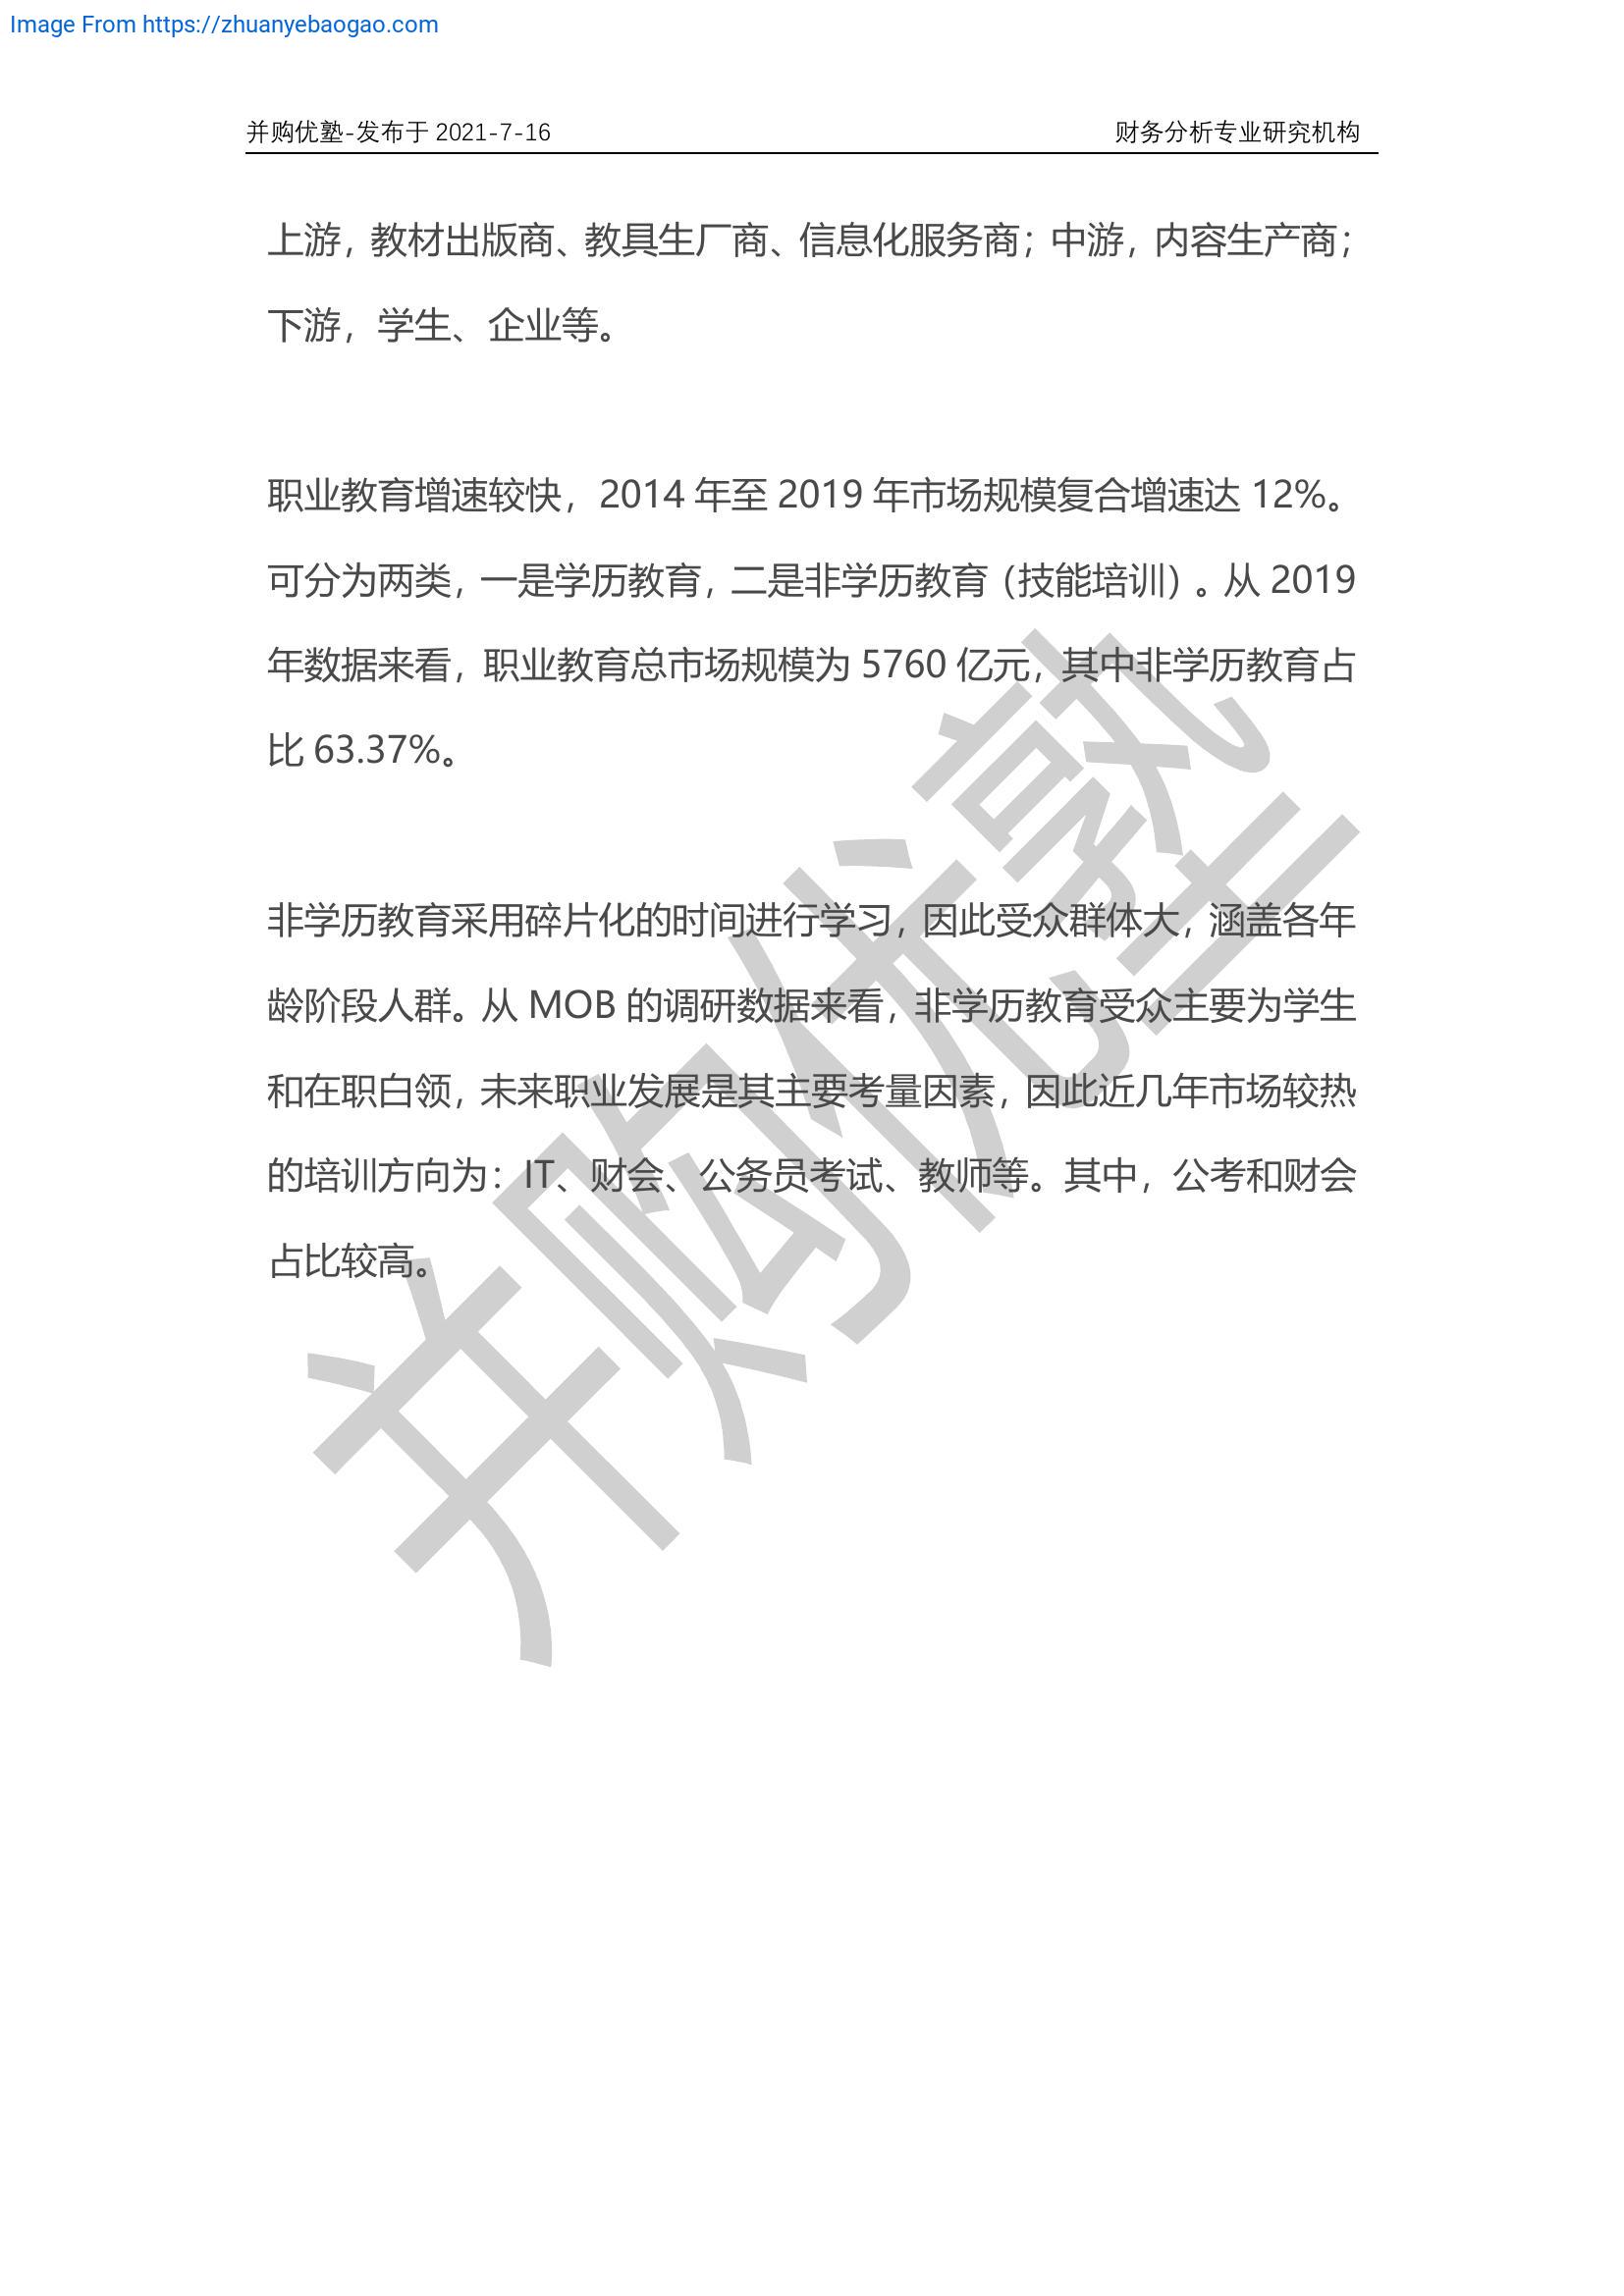 Image From https://zhuanyebaogao.com
并购优塾-发布于 2021-7-16 财务分析专业研究机构
上游，教材出版商、教具生厂商、信息化服务商；中游，内容生产商；
下游，学生、企业等。
职业教育增速较快，2014 年至 2019 年市场规模复合增速达 12%。
可分为两类，一是学历教育，二是非学历教育（技能培训）。从 2019
年数据来看，职业教育总市场规模为 5760 亿元，其中非学历教育占
比 63.37%。
非学历教育采用碎片化的时间进行学习，因此受众群体大，涵盖各年
龄阶段人群。从 MOB 的调研数据来看，非学历教育受众主要为学生
和在职白领，未来职业发展是其主要考量因素，因此近几年市场较热
的培训方向为：IT、财会、公务员考试、教师等。其中，公考和财会
占比较高。
并购优塾